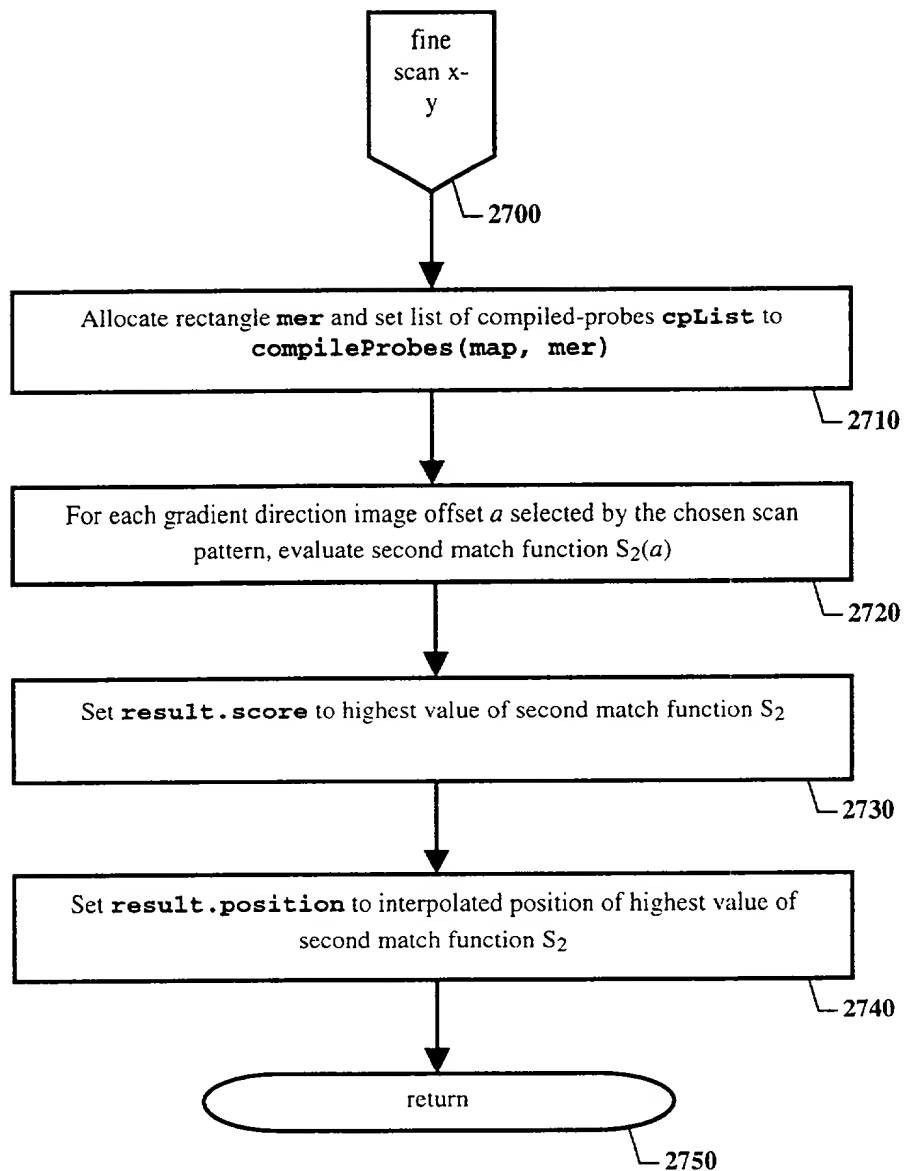 fine
scan x-
y
2700
Allocate rectangle mer and set list of compiled-probes cpList to
compileProbes(map, mer)
2710
For each gradient direction image offset a selected by the chosen scan
pattern, evaluate second match function S₂(a)
2720
Set result.score to highest value of second match function S₂
2730
Set result.position to interpolated position of highest value of
second match function S₂
2740
return
2750